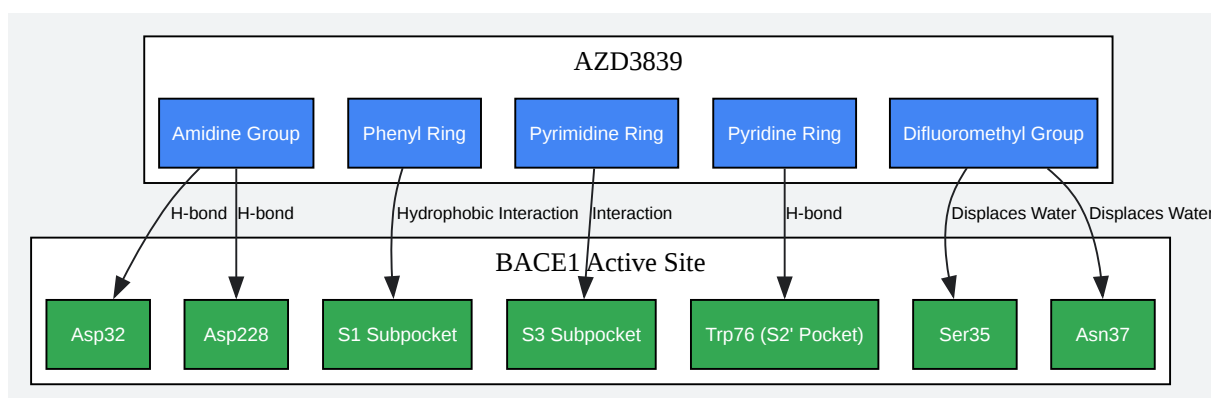 AZD3839
Amidine Group
Phenyl Ring
Pyrimidine Ring
Pyridine Ring
Difluoromethyl Group
H-bond
H-bond
Hydrophobic Interaction
Interaction
H-bond
Displaces Water
Displaces Water
BACE1 Active Site
Asp32
Asp228
S1 Subpocket
S3 Subpocket
Trp76 (S2' Pocket)
Ser35
Asn37